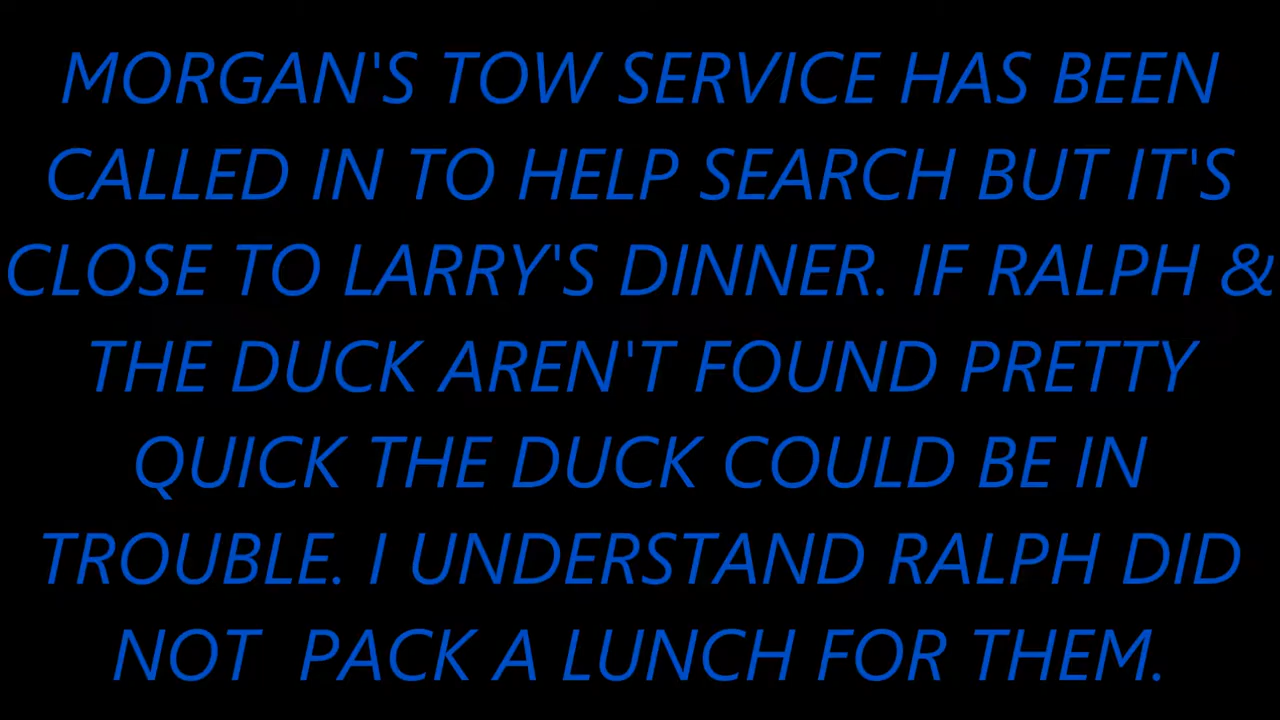 MORGAN'S TOW SERVICE HAS BEEN
CALLED IN TO HELP SEARCH BUT IT'S
CLOSE TO LARRY'S DINNER. IF RALPH &
THE DUCK AREN'T FOUND PRETTY
QUICK THE DUCK COULD BE IN
TROUBLE. I UNDERSTAND RALPH DID
NOT  PACK A LUNCH FOR THEM.